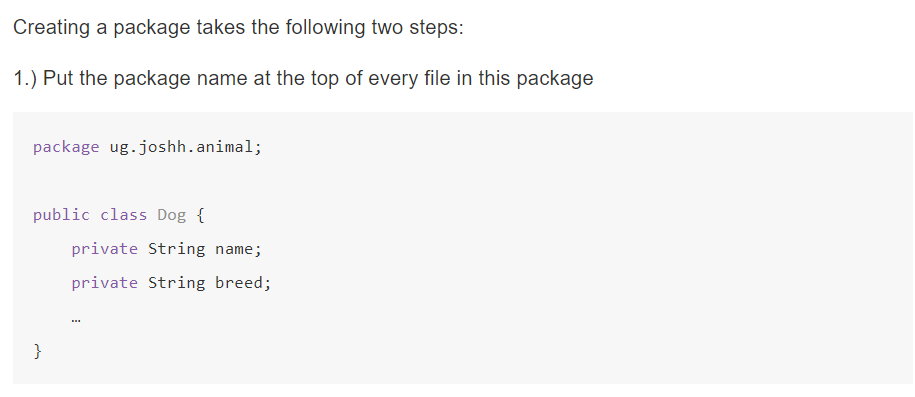 Creating a package takes the following two steps:
1.) Put the package name at the top of every file in this package
package ug.joshh.animal;
public class Dog {
    private String name;
    private String breed;
    …
}